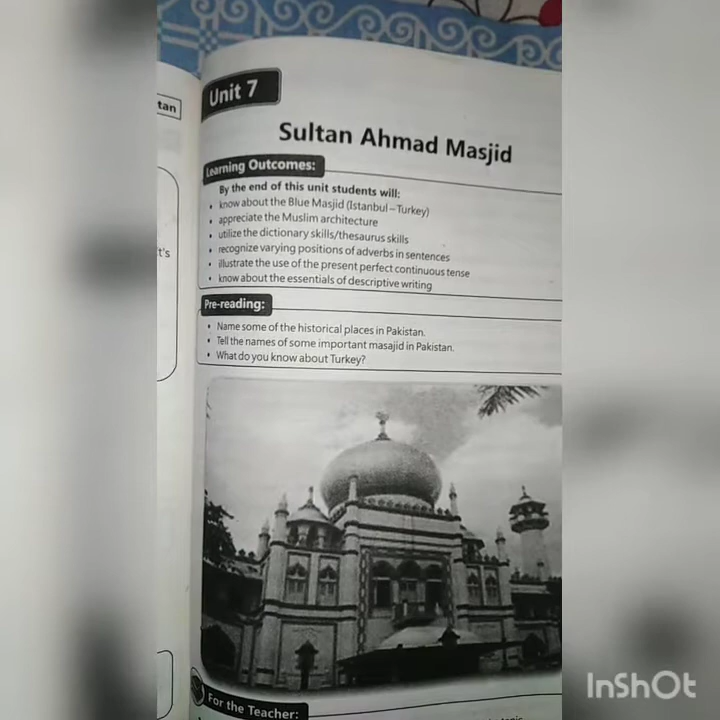 tan
t's
Unit 7
Sultan Ahmad Masjid
Learning Outcomes:
By the end of this unit students will:
• know about the Blue Masjid (Istanbul – Turkey)
• appreciate the Muslim architecture
• utilize the dictionary skills/thesaurus skills
• recognize varying positions of adverbs in sentences
• illustrate the use of the present perfect continuous tense
• know about the essentials of descriptive writing
Pre-reading:
• Name some of the historical places in Pakistan.
• Tell the names of some important masajid in Pakistan.
• What do you know about Turkey?
For the Teacher:
InShOt